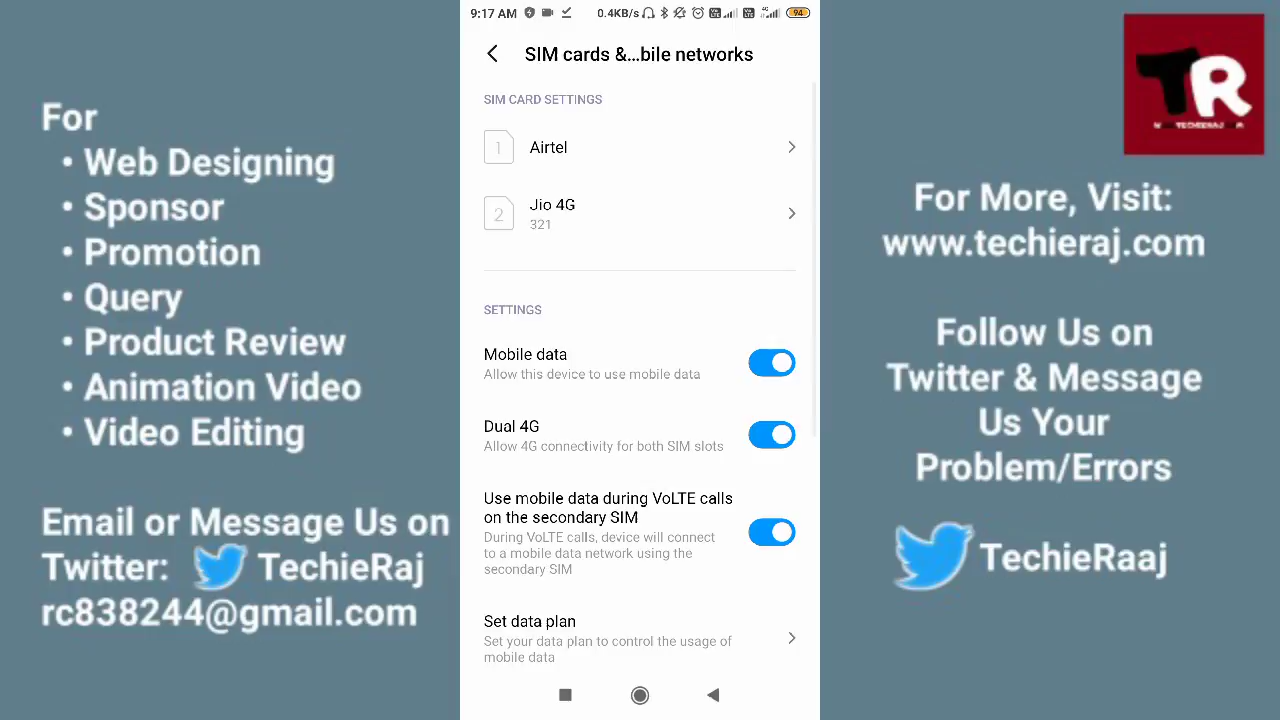 For
• Web Designing
• Sponsor
• Promotion
• Query
• Product Review
• Animation Video
• Video Editing
Email or Message Us on
Twitter: TechieRaj
rc838244@gmail.com
9:17 AM 0.4KB/s 4G 94
SIM cards &...bile networks
SIM CARD SETTINGS
1 Airtel
2 Jio 4G
321
SETTINGS
Mobile data
Allow this device to use mobile data
Dual 4G
Allow 4G connectivity for both SIM slots
Use mobile data during VoLTE calls
on the secondary SIM
During VoLTE calls, device will connect
to a mobile data network using the
secondary SIM
Set data plan
Set your data plan to control the usage of
mobile data
TR
For More, Visit:
www.techieraj.com
Follow Us on
Twitter & Message
Us Your
Problem/Errors
TechieRaaj